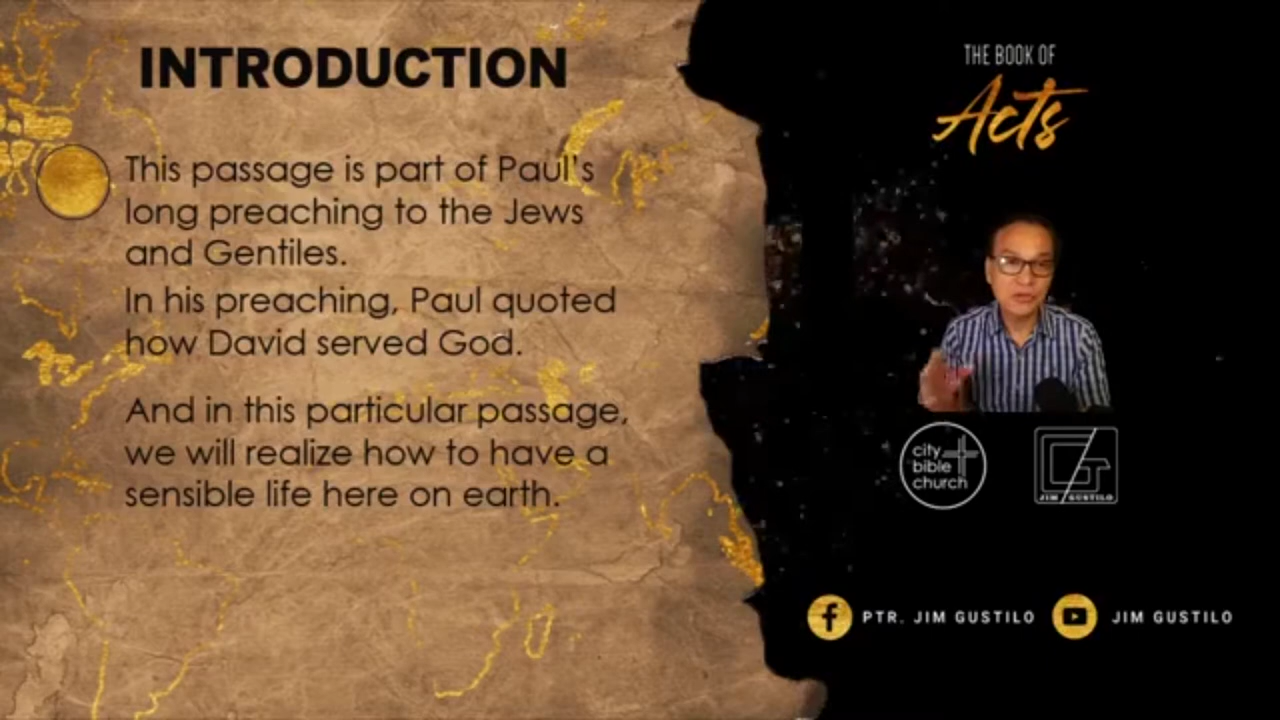 INTRODUCTION
This passage is part of Paul's
long preaching to the Jews
and Gentiles.
In his preaching, Paul quoted
how David served God.
And in this particular passage,
we will realize how to have a
sensible life here on earth.
THE BOOK OF
Acts
city
bible
church
JIM GUSTILO
PTR. JIM GUSTILO
JIM GUSTILO